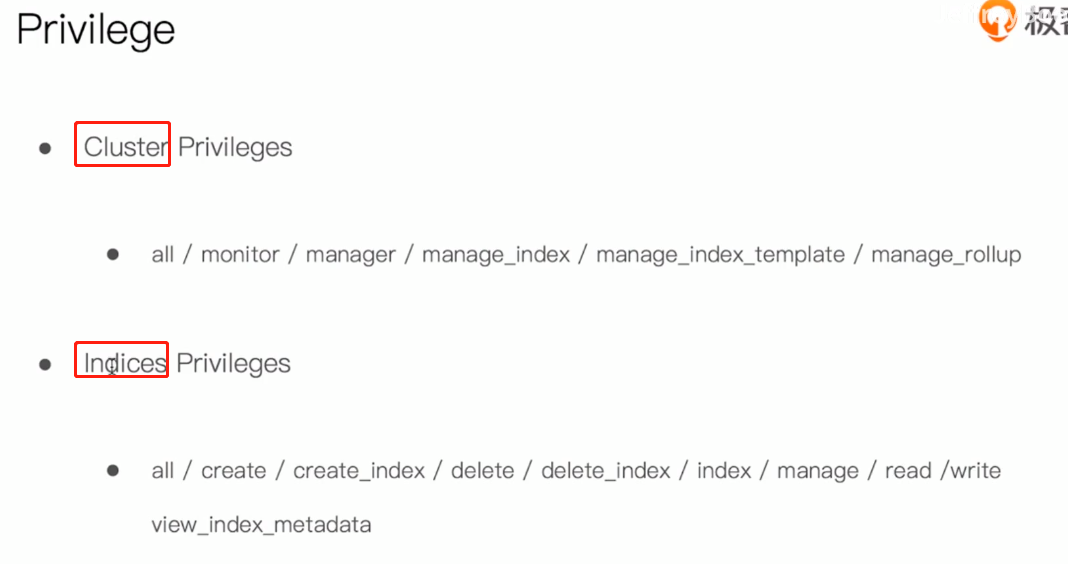 Privilege
极客
Cluster Privileges
all / monitor / manager / manage_index / manage_index_template / manage_rollup
Indices Privileges
all / create / create_index / delete / delete_index / index / manage / read /write
view_index_metadata